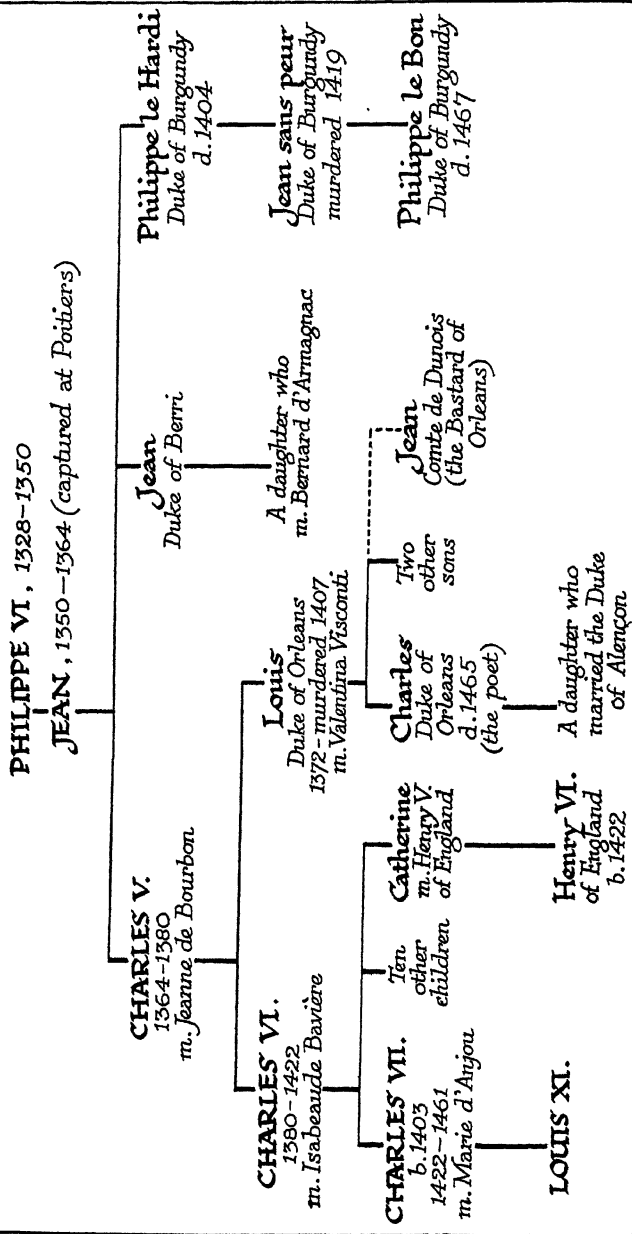 PHILIPPE VI, 1328–1350
JEAN, 1350–1364 (captured at Poitiers)
CHARLES V.
1364–1380
m. Jeanne de Bourbon
Jean
Duke of Berri
Philippe le Hardi
Duke of Burgundy
d. 1404
CHARLES VI.
1380–1422
m. Isabeau de Bavière
Louis
Duke of Orleans
1372–murdered 1407
m. Valentina Visconti
A daughter who
m. Bernard d'Armagnac
Jean sans peur
Duke of Burgundy
murdered 1419
CHARLES VII.
b. 1403
1422–1461
m. Marie d'Anjou
Ten
other
children
Catherine
m. Henry V.
of England
Charles
Duke of
Orleans
d. 1465
(the poet)
Two
other
sons
Jean
Comte de Dunois
(the Bastard of
Orleans)
Philippe le Bon
Duke of Burgundy
d. 1467
LOUIS XI.
Henry VI.
of England
b. 1422
A daughter who
married the Duke
of Alençon